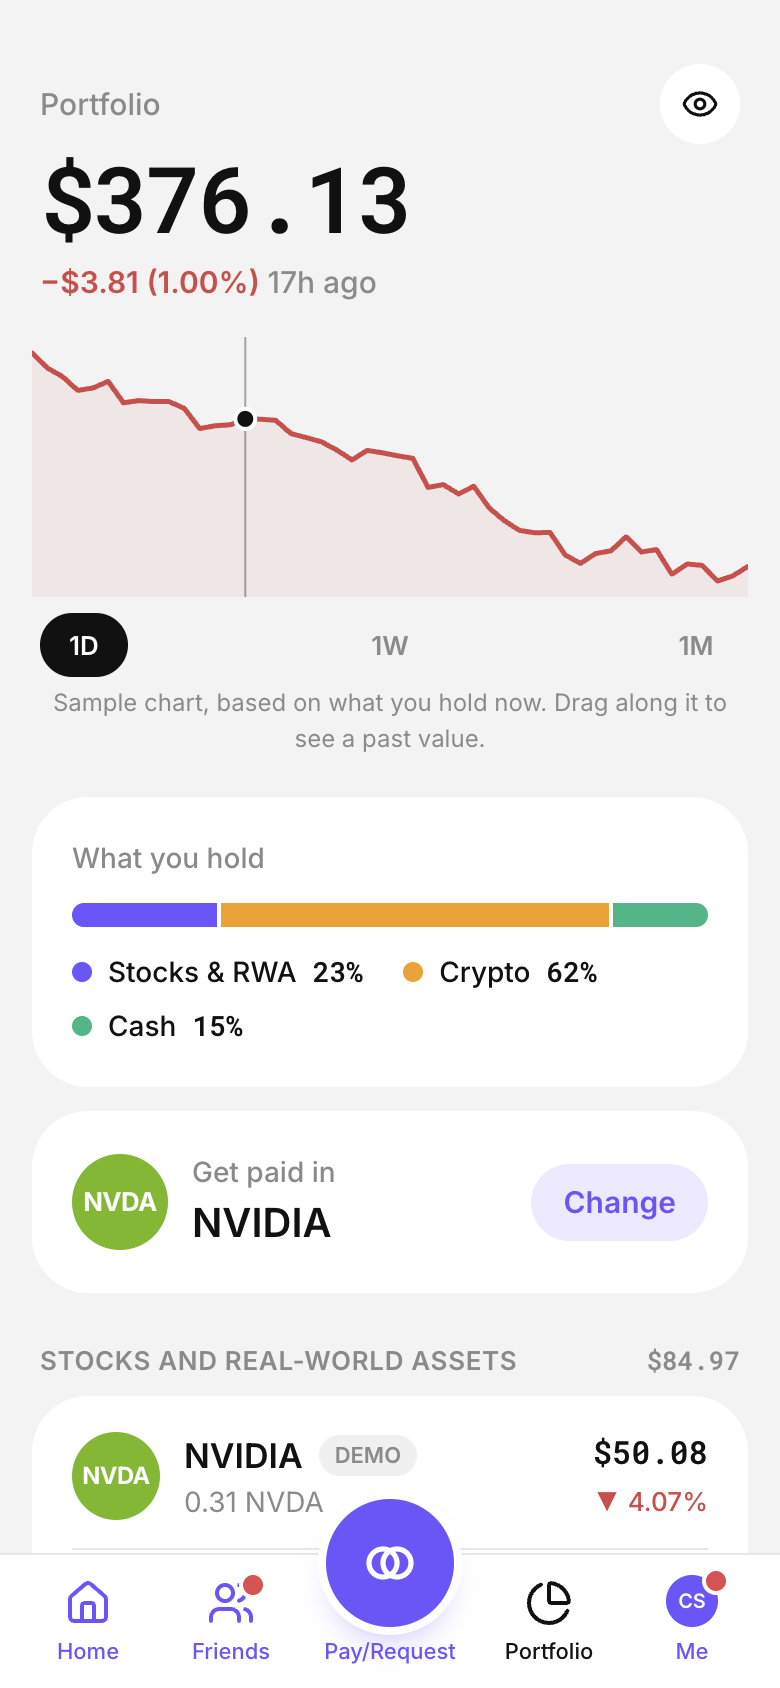 Portfolio
$376.13
−$3.81 (1.00%) 17h ago
1D 1W 1M
Sample chart, based on what you hold now. Drag along it to
see a past value.
What you hold
Stocks & RWA 23% Crypto 62%
Cash 15%
NVDA
Get paid in
NVIDIA
Change
STOCKS AND REAL-WORLD ASSETS $84.97
NVDA
NVIDIA DEMO $50.08
0.31 NVDA ▼ 4.07%
CS
Home Friends Pay/Request Portfolio Me